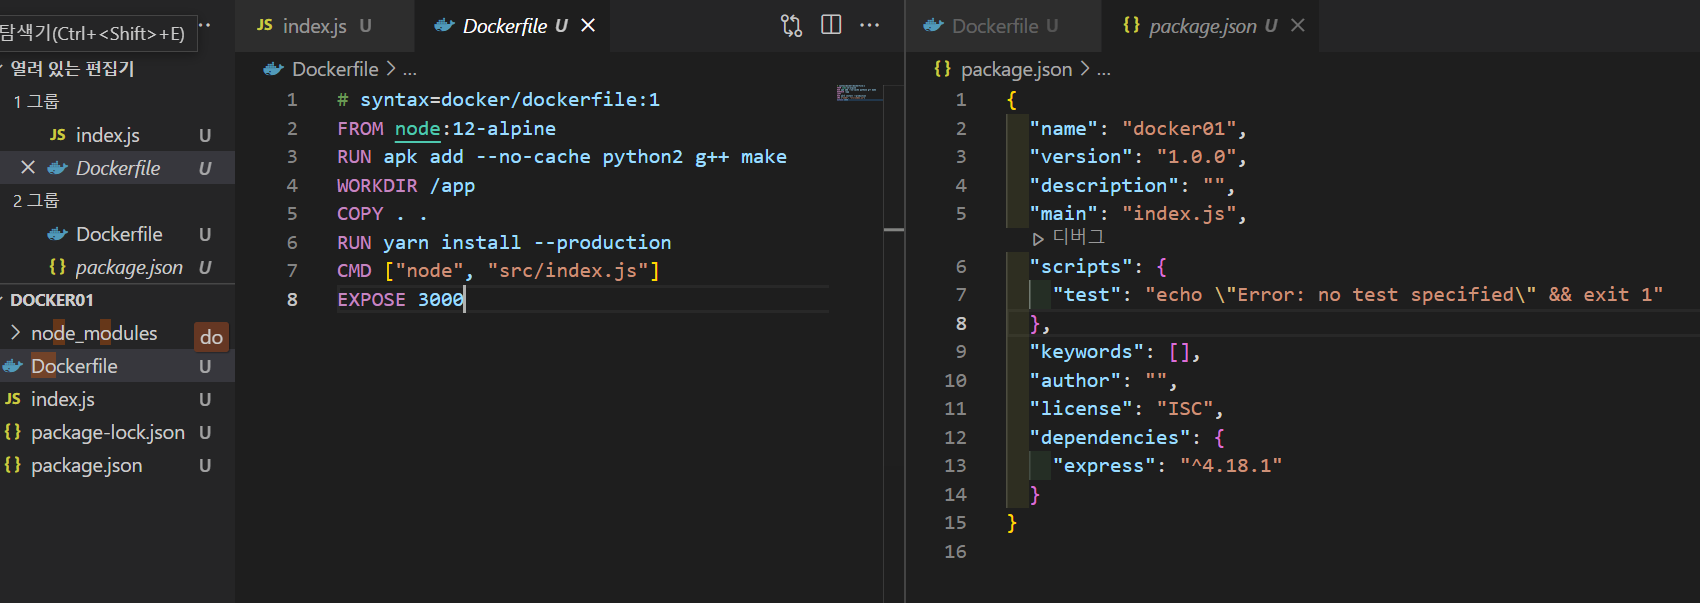 탐색기(Ctrl+<Shift>+E)
열려 있는 편집기
1 그룹
JS index.js U
Dockerfile U
2 그룹
Dockerfile U
{} package.json U
DOCKER01
node_modules
do
Dockerfile U
JS index.js U
{} package-lock.json U
{} package.json U
JS index.js U
Dockerfile U
Dockerfile > ...
1 # syntax=docker/dockerfile:1
2 FROM node:12-alpine
3 RUN apk add --no-cache python2 g++ make
4 WORKDIR /app
5 COPY . .
6 RUN yarn install --production
7 CMD ["node", "src/index.js"]
8 EXPOSE 3000
Dockerfile U
{} package.json U
{} package.json > ...
1 {
2 "name": "docker01",
3 "version": "1.0.0",
4 "description": "",
5 "main": "index.js",
디버그
6 "scripts": {
7 "test": "echo \"Error: no test specified\" && exit 1"
8 },
9 "keywords": [],
10 "author": "",
11 "license": "ISC",
12 "dependencies": {
13 "express": "^4.18.1"
14 }
15 }
16